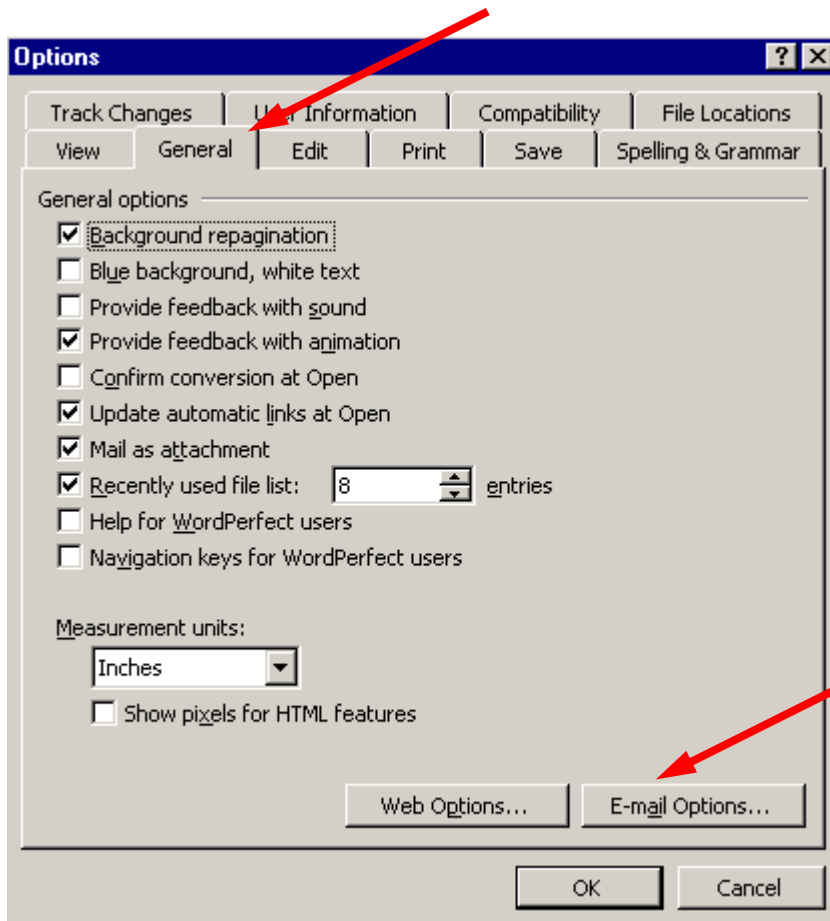 Options
Track Changes User Information Compatibility File Locations
View General Edit Print Save Spelling & Grammar
General options
Background repagination
Blue background, white text
Provide feedback with sound
Provide feedback with animation
Confirm conversion at Open
Update automatic links at Open
Mail as attachment
Recently used file list: 8 entries
Help for WordPerfect users
Navigation keys for WordPerfect users
Measurement units:
Inches
Show pixels for HTML features
Web Options... E-mail Options...
OK Cancel